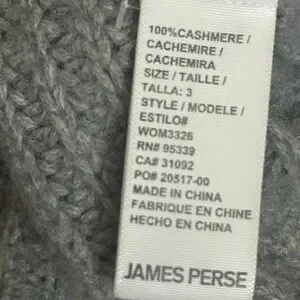 100%CASHMERE /
CACHEMIRE /
CACHEMIRA
SIZE / TAILLE /
TALLA: 3
STYLE / MODELE /
ESTILO#
WOM3326
RN# 95339
CA# 31092
PO# 20517-00
MADE IN CHINA
FABRIQUE EN CHINE
HECHO EN CHINA
JAMES PERSE